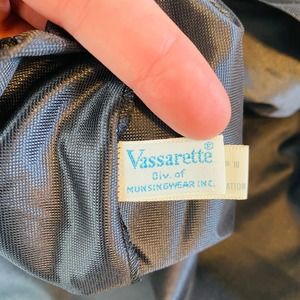 Vassarette®
Div. of
MUNSINGWEAR INC.